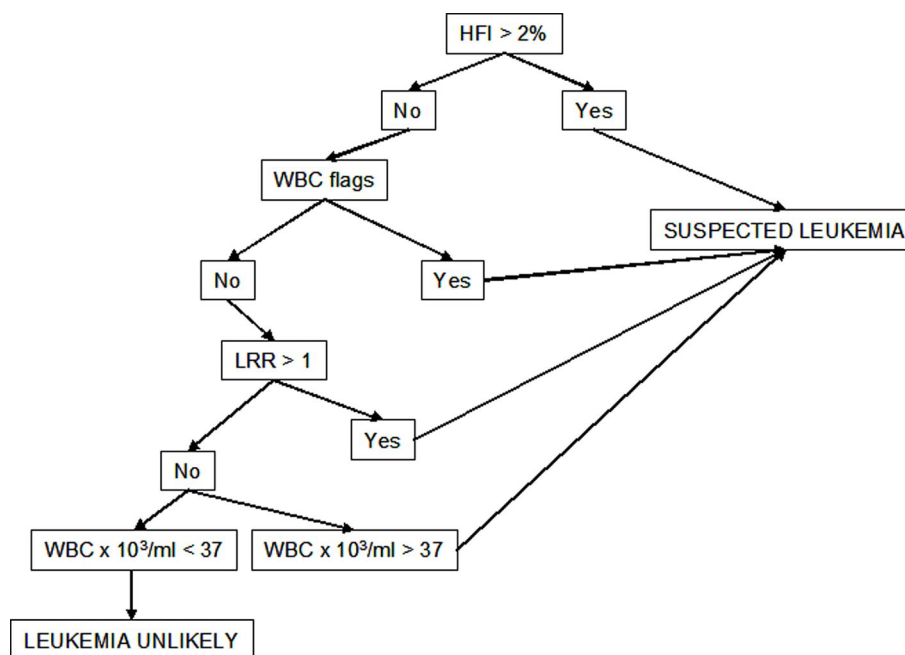 HFI > 2%
No
Yes
WBC flags
SUSPECTED LEUKEMIA
No
Yes
LRR > 1
Yes
No
WBC x 10³/ml < 37
WBC x 10³/ml > 37
LEUKEMIA UNLIKELY